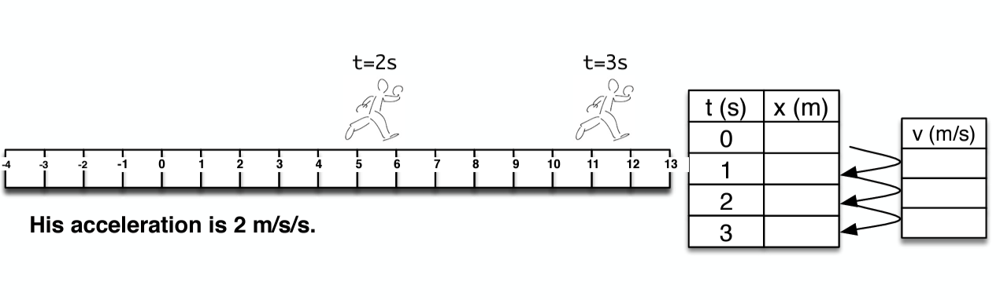 t=2s t=3s
-4 -3 -2 -1 0 1 2 3 4 5 6 7 8 9 10 11 12 13
His acceleration is 2 m/s/s.
t (s) x (m)
0
1
2
3
v (m/s)